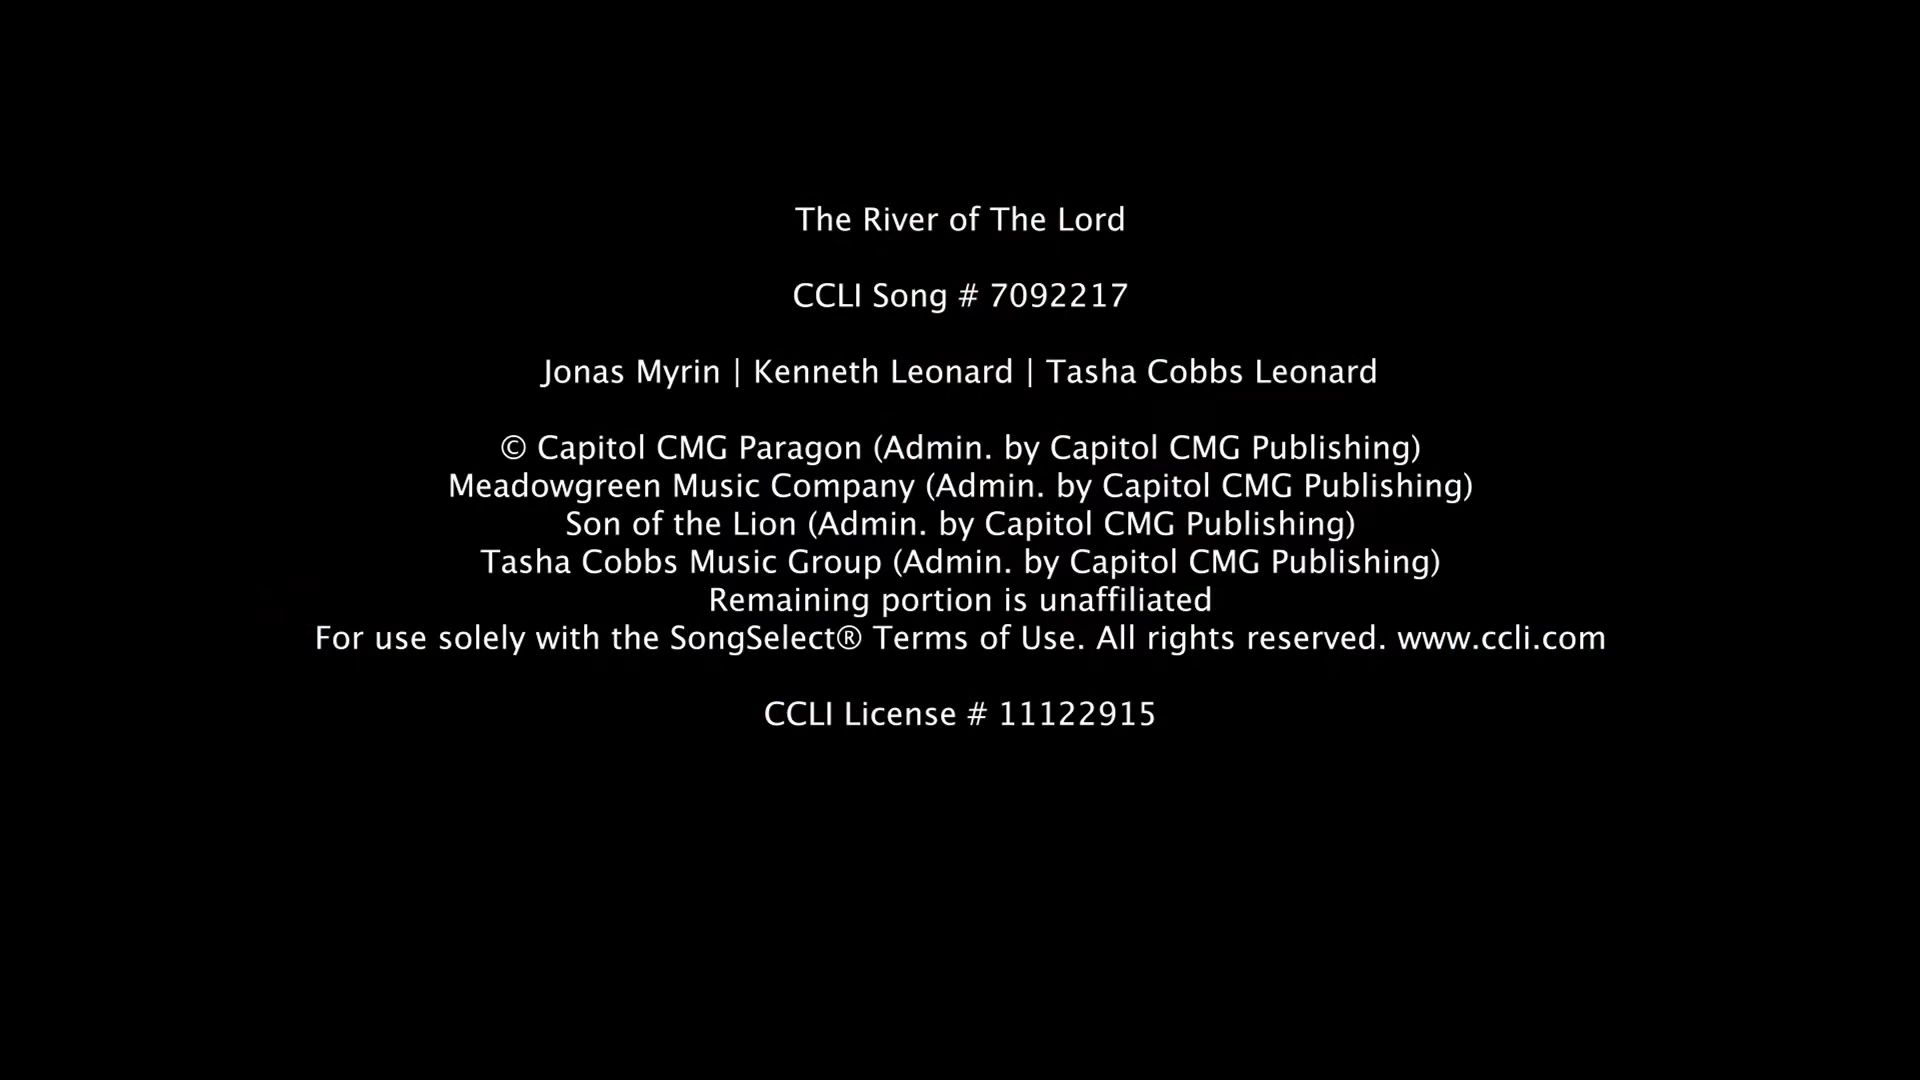 The River of The Lord
CCLI Song # 7092217
Jonas Myrin | Kenneth Leonard | Tasha Cobbs Leonard
© Capitol CMG Paragon (Admin. by Capitol CMG Publishing)
Meadowgreen Music Company (Admin. by Capitol CMG Publishing)
Son of the Lion (Admin. by Capitol CMG Publishing)
Tasha Cobbs Music Group (Admin. by Capitol CMG Publishing)
Remaining portion is unaffiliated
For use solely with the SongSelect® Terms of Use. All rights reserved. www.ccli.com
CCLI License # 11122915